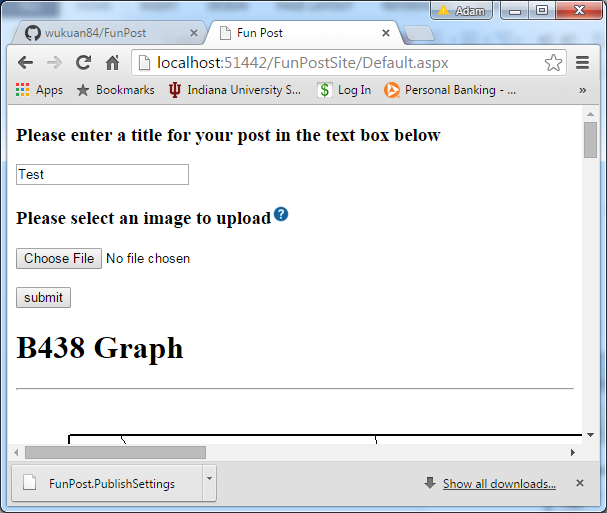 Adam
wukuan84/FunPost
Fun Post
localhost:51442/FunPostSite/Default.aspx
Apps Bookmarks Indiana University S... Log In Personal Banking - ... »
Please enter a title for your post in the text box below
Test
Please select an image to upload
Choose File No file chosen
submit
B438 Graph
FunPost.PublishSettings
Show all downloads...